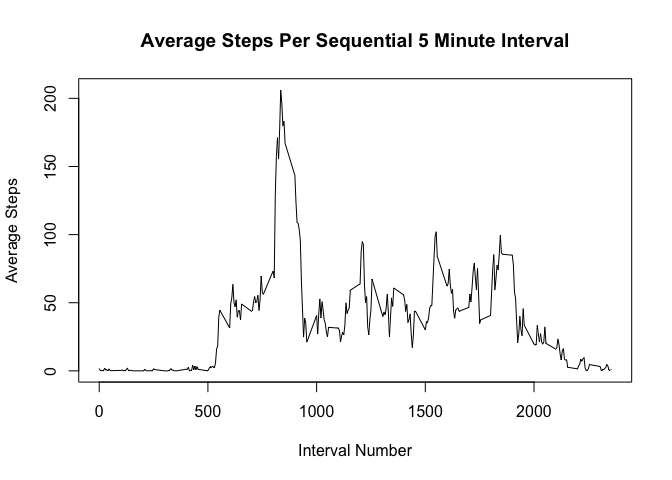 Average Steps Per Sequential 5 Minute Interval
200
150
100
50
0
Average Steps
0 500 1000 1500 2000
Interval Number